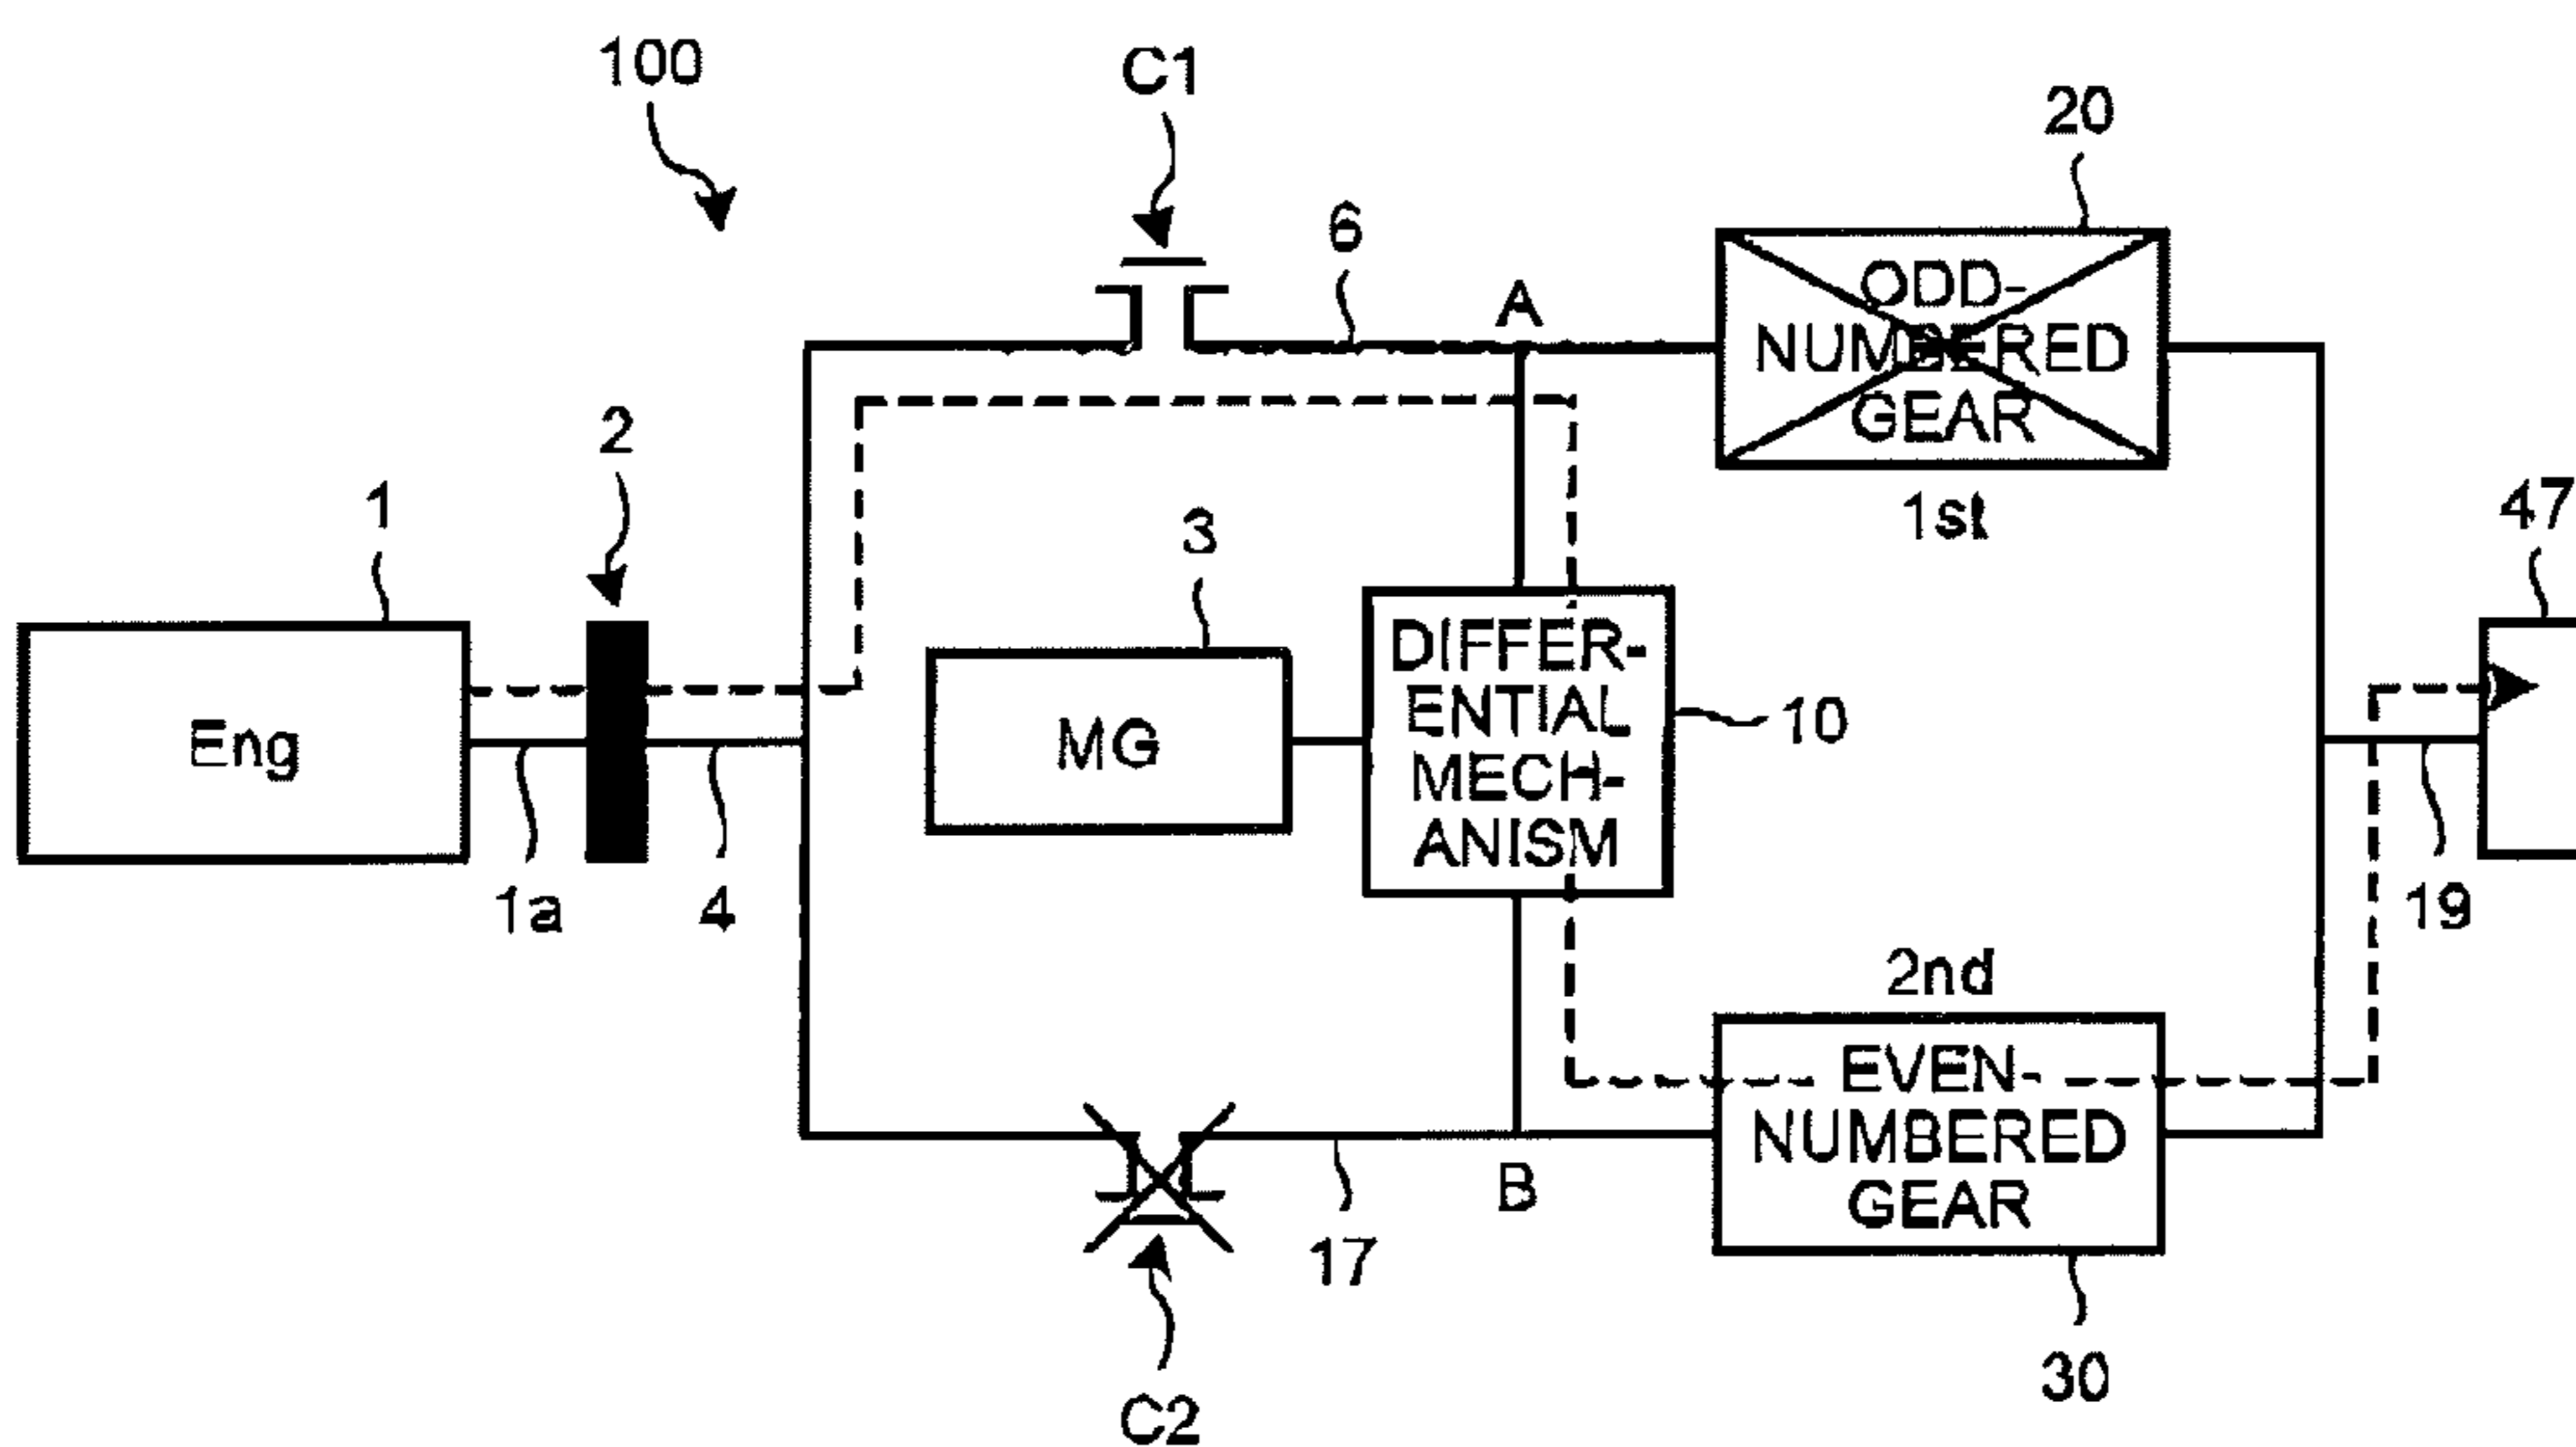 100
C1
20
6
A
ODD-
NUMBERED
GEAR
1st
2
1
3
47
Eng
MG
DIFFER-
ENTIAL
MECH-
ANISM
10
1a
4
19
2nd
EVEN-
NUMBERED
GEAR
B
17
30
C2